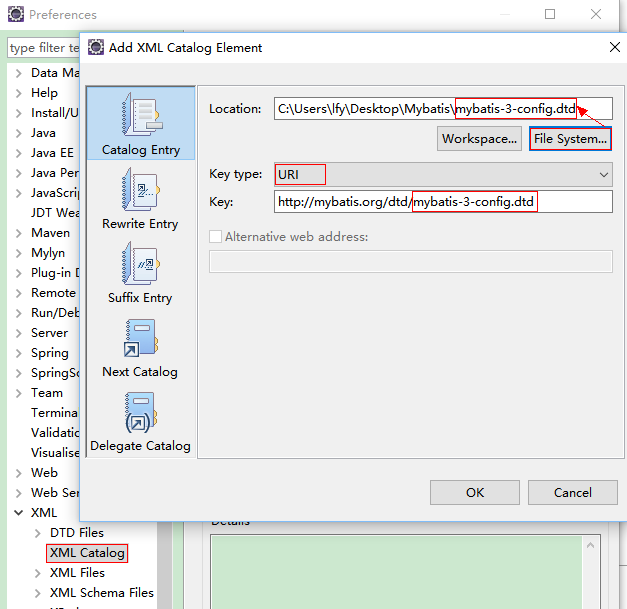 Preferences
type filter te
Data Ma
Help
Install/U
Java
Java EE
Java Per
JavaScrip
JDT Wea
Maven
Mylyn
Plug-in D
Remote
Run/Deb
Server
Spring
SpringSo
Team
Termina
Validatio
Visualise
Web
Web Ser
XML
DTD Files
XML Catalog
XML Files
XML Schema Files
Add XML Catalog Element
Catalog Entry
Rewrite Entry
Suffix Entry
Next Catalog
Delegate Catalog
Location: C:\Users\lfy\Desktop\Mybatis\mybatis-3-config.dtd
Workspace... File System...
Key type: URI
Key: http://mybatis.org/dtd/mybatis-3-config.dtd
Alternative web address:
OK Cancel
Details